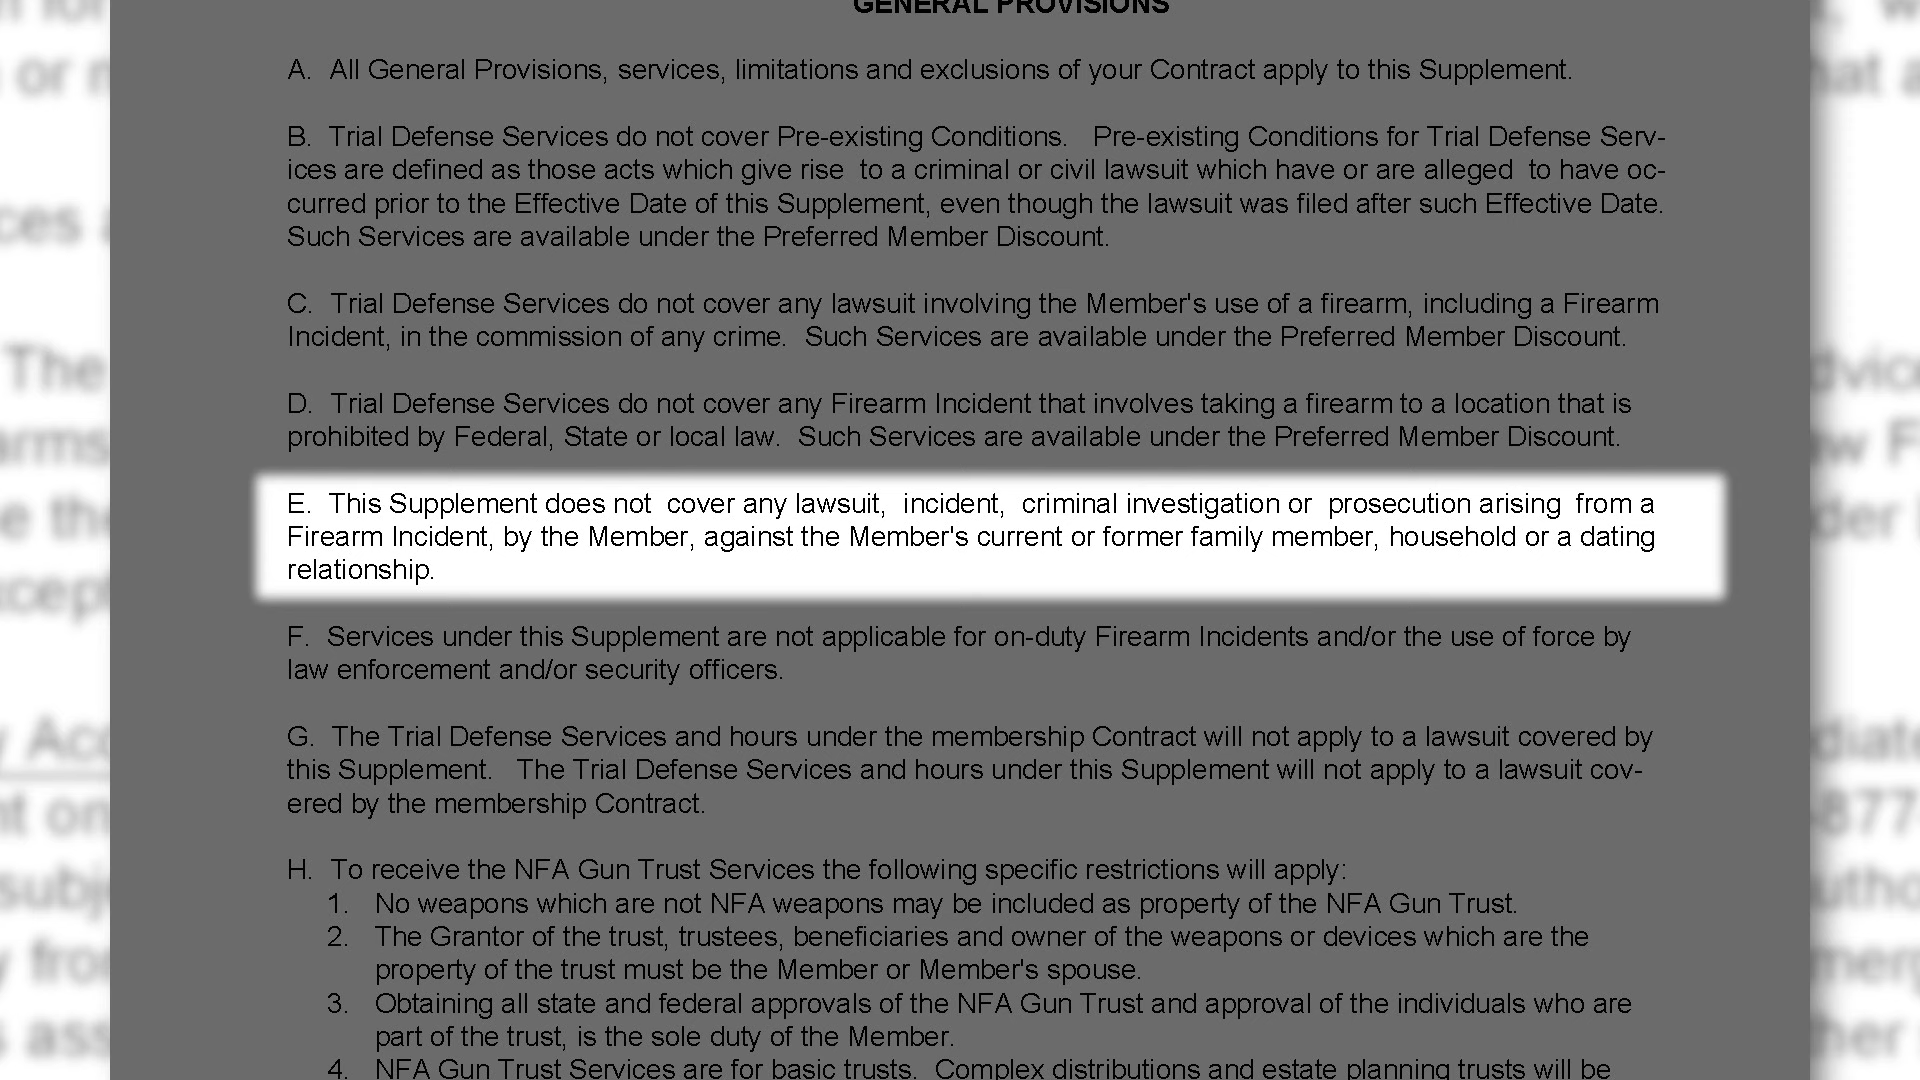 GENERAL PROVISIONS
A. All General Provisions, services, limitations and exclusions of your Contract apply to this Supplement.
B. Trial Defense Services do not cover Pre-existing Conditions. Pre-existing Conditions for Trial Defense Serv-
ices are defined as those acts which give rise to a criminal or civil lawsuit which have or are alleged to have oc-
curred prior to the Effective Date of this Supplement, even though the lawsuit was filed after such Effective Date.
Such Services are available under the Preferred Member Discount.
C. Trial Defense Services do not cover any lawsuit involving the Member's use of a firearm, including a Firearm
Incident, in the commission of any crime. Such Services are available under the Preferred Member Discount.
D. Trial Defense Services do not cover any Firearm Incident that involves taking a firearm to a location that is
prohibited by Federal, State or local law. Such Services are available under the Preferred Member Discount.
E. This Supplement does not cover any lawsuit, incident, criminal investigation or prosecution arising from a
Firearm Incident, by the Member, against the Member's current or former family member, household or a dating
relationship.
F. Services under this Supplement are not applicable for on-duty Firearm Incidents and/or the use of force by
law enforcement and/or security officers.
G. The Trial Defense Services and hours under the membership Contract will not apply to a lawsuit covered by
this Supplement. The Trial Defense Services and hours under this Supplement will not apply to a lawsuit cov-
ered by the membership Contract.
H. To receive the NFA Gun Trust Services the following specific restrictions will apply:
1. No weapons which are not NFA weapons may be included as property of the NFA Gun Trust.
2. The Grantor of the trust, trustees, beneficiaries and owner of the weapons or devices which are the
property of the trust must be the Member or Member's spouse.
3. Obtaining all state and federal approvals of the NFA Gun Trust and approval of the individuals who are
part of the trust, is the sole duty of the Member.
4. NFA Gun Trust Services are for basic trusts. Complex distributions and estate planning trusts will be